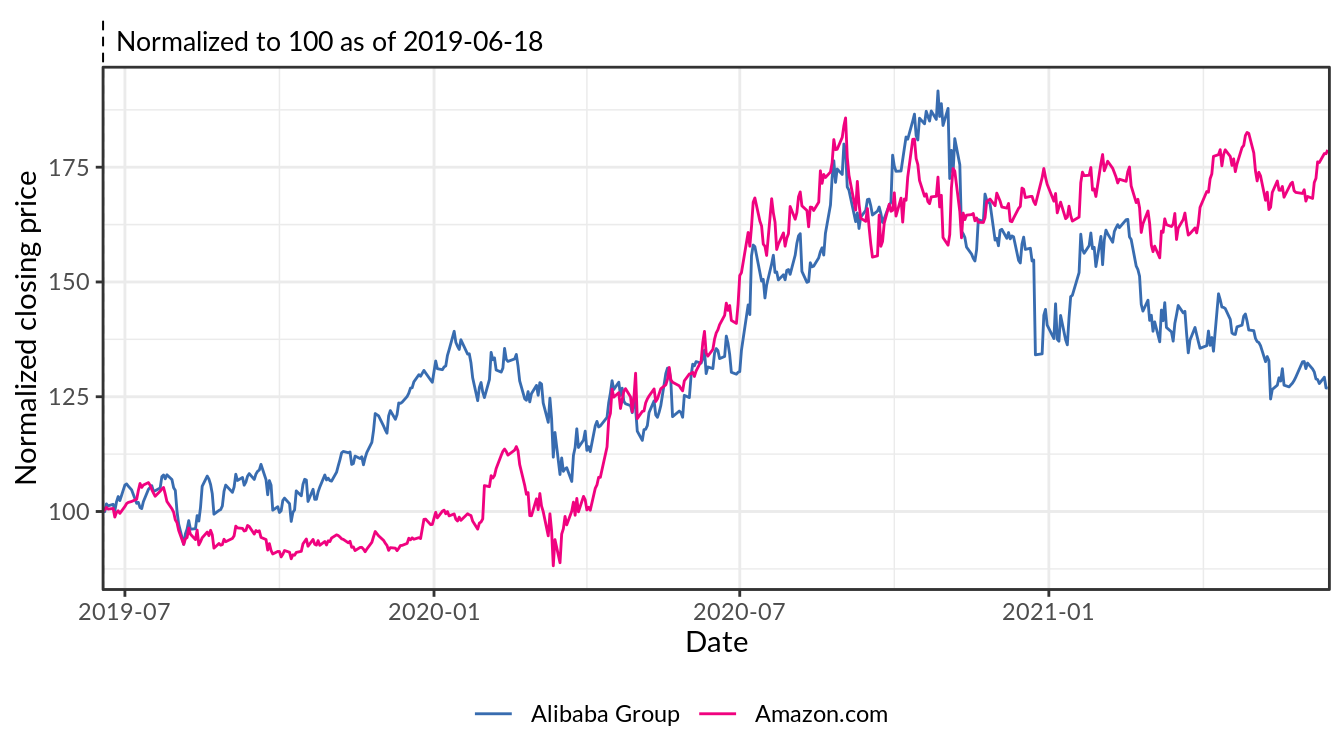 Normalized to 100 as of 2019-06-18
Normalized closing price
175
150
125
100
2019-07 2020-01 2020-07 2021-01
Date
Alibaba Group Amazon.com